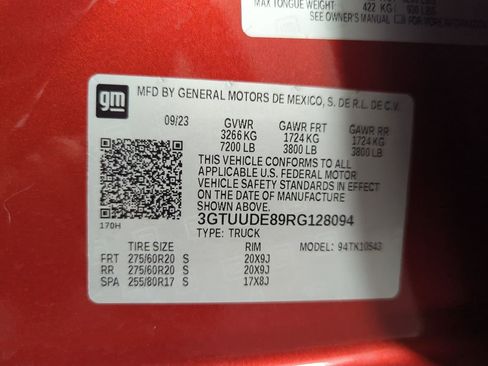 MAX TONGUE WEIGHT 422 KG
SEE OWNER'S MANUAL
gm
MFD BY GENERAL MOTORS DE MEXICO, S. DE R.L. DE C.V.
09/23 GVWR GAWR FRT GAWR RR
3266 KG 1724 KG 1724 KG
7200 LB 3800 LB 3800 LB
THIS VEHICLE CONFORMS TO ALL
APPLICABLE U.S. FEDERAL MOTOR
VEHICLE SAFETY STANDARDS IN EFFECT
ON THE DATE OF MANUFACTURE SHOWN ABOVE.
3GTUUDE89RG128094
170H
TYPE: TRUCK MODEL: 94TK10543
TIRE SIZE RIM
FRT 275/60R20 S 20X9J
RR 275/60R20 S 20X9J
SPA 255/80R17 S 17X8J